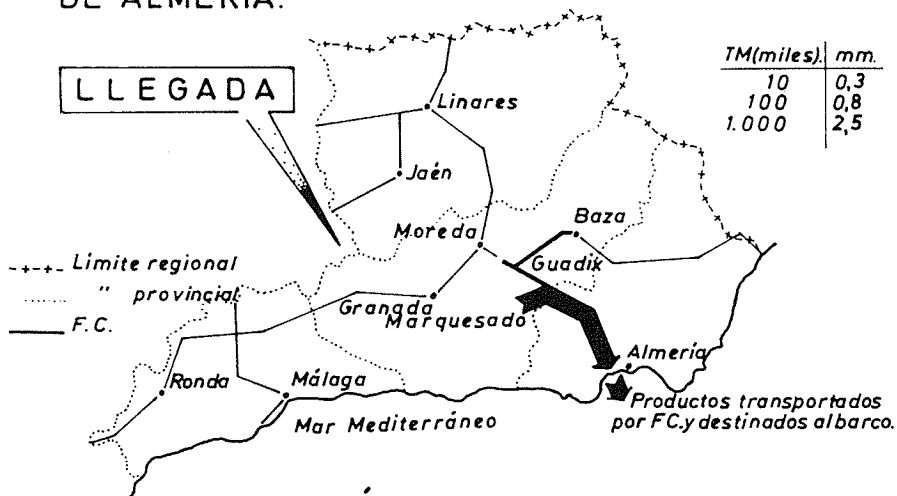 DE ALMERIA.
LLEGADA
TM(miles). mm.
10 0,3
100 0,8
1.000 2,5
Linares
Jaén
Moreda
Baza
Guadix
Límite regional
" provincial
F.C.
Granada
Marquesado
Almería
Ronda
Málaga
Mar Mediterráneo
Productos transportados
por FC.y destinados al barco.